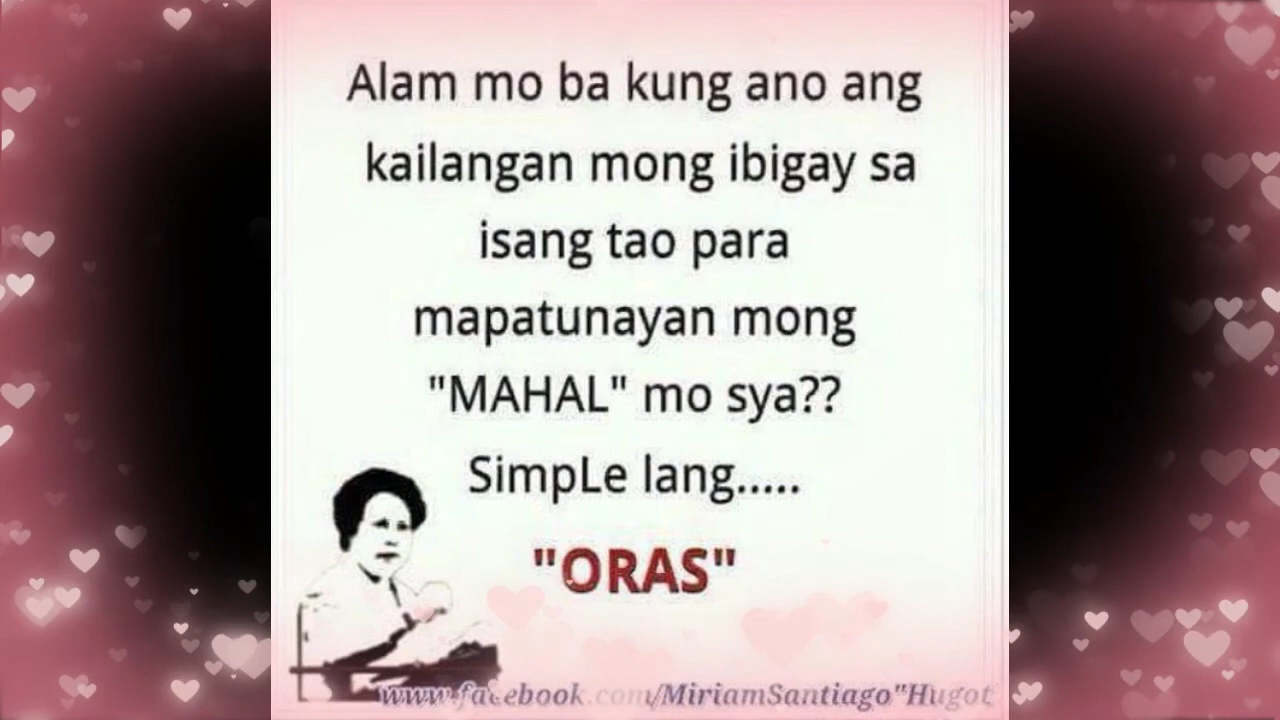 Alam mo ba kung ano ang
kailangan mong ibigay sa
isang tao para
mapatunayan mong
"MAHAL" mo sya??
SimpLe lang.....
"ORAS"
www.facebook.com/MiriamSantiago"Hugot